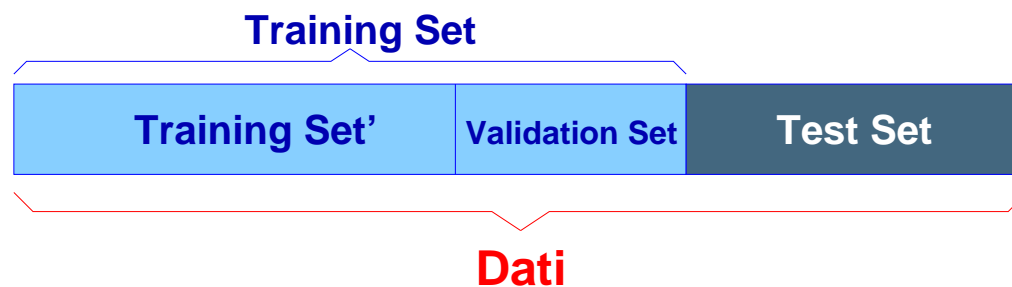 Training Set
Training Set’ Validation Set Test Set
Dati